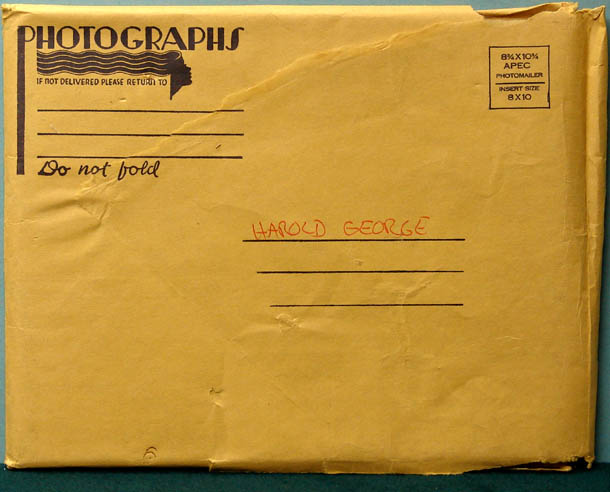 PHOTOGRAPHS
IF NOT DELIVERED PLEASE RETURN TO
Do not fold
8¾X10¾
APEC
PHOTOMAILER
INSERT SIZE
8X10
HAROLD GEORGE